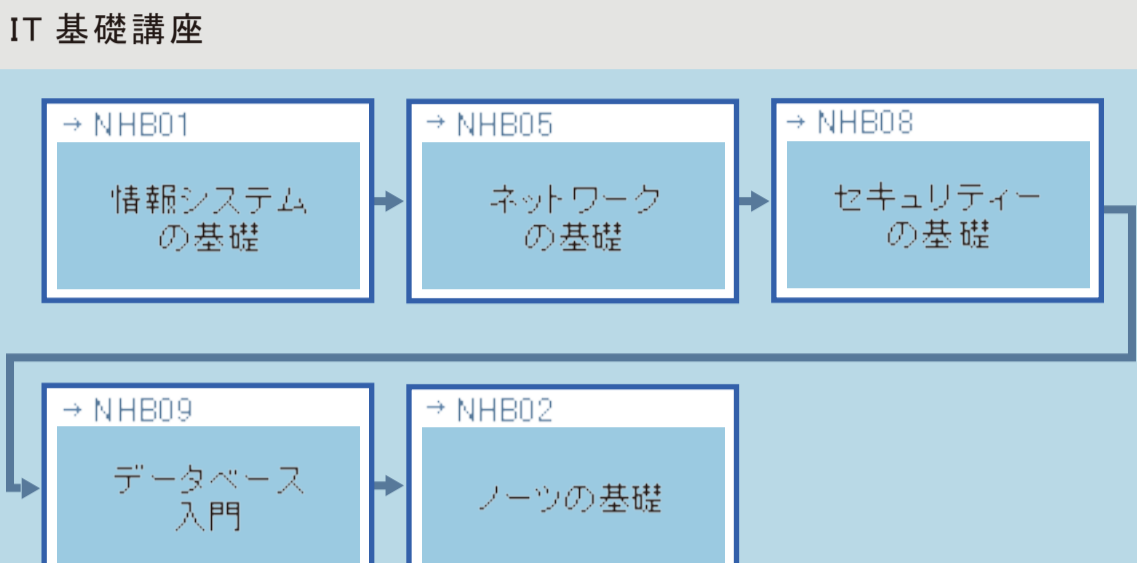 IT 基礎講座
→ NHB01
情報システム
の基礎
→ NHB05
ネットワーク
の基礎
→ NHB08
セキュリティー
の基礎
→ NHB09
データベース
入門
→ NHB02
ノーツの基礎